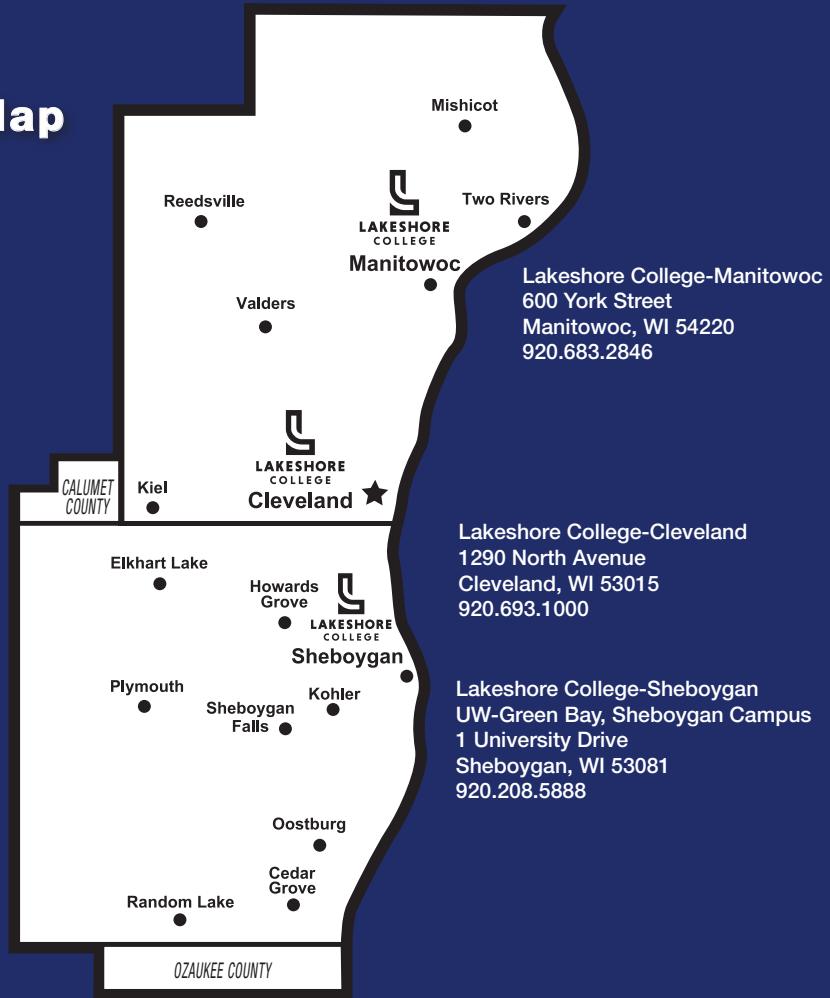 Mishicot
Reedsville
Two Rivers
LAKESHORE
COLLEGE
Manitowoc
Lakeshore College-Manitowoc
600 York Street
Manitowoc, WI 54220
920.683.2846
Valders
LAKESHORE
COLLEGE
Cleveland
CALUMET
COUNTY
Kiel
Lakeshore College-Cleveland
1290 North Avenue
Cleveland, WI 53015
920.693.1000
Elkhart Lake
Howards
Grove
LAKESHORE
COLLEGE
Sheboygan
Plymouth
Sheboygan
Falls
Kohler
Lakeshore College-Sheboygan
UW-Green Bay, Sheboygan Campus
1 University Drive
Sheboygan, WI 53081
920.208.5888
Oostburg
Cedar
Grove
Random Lake
OZAUKEE COUNTY